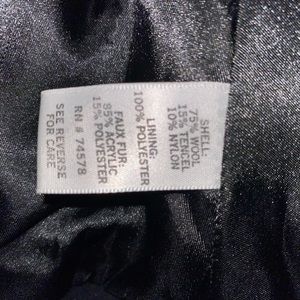 SHELL:
75% WOOL
15% TENCEL
10% NYLON
LINING:
100% POLYESTER
FAUX FUR:
85% ACRYLIC
15% POLYESTER
RN # 74578
SEE REVERSE
FOR CARE